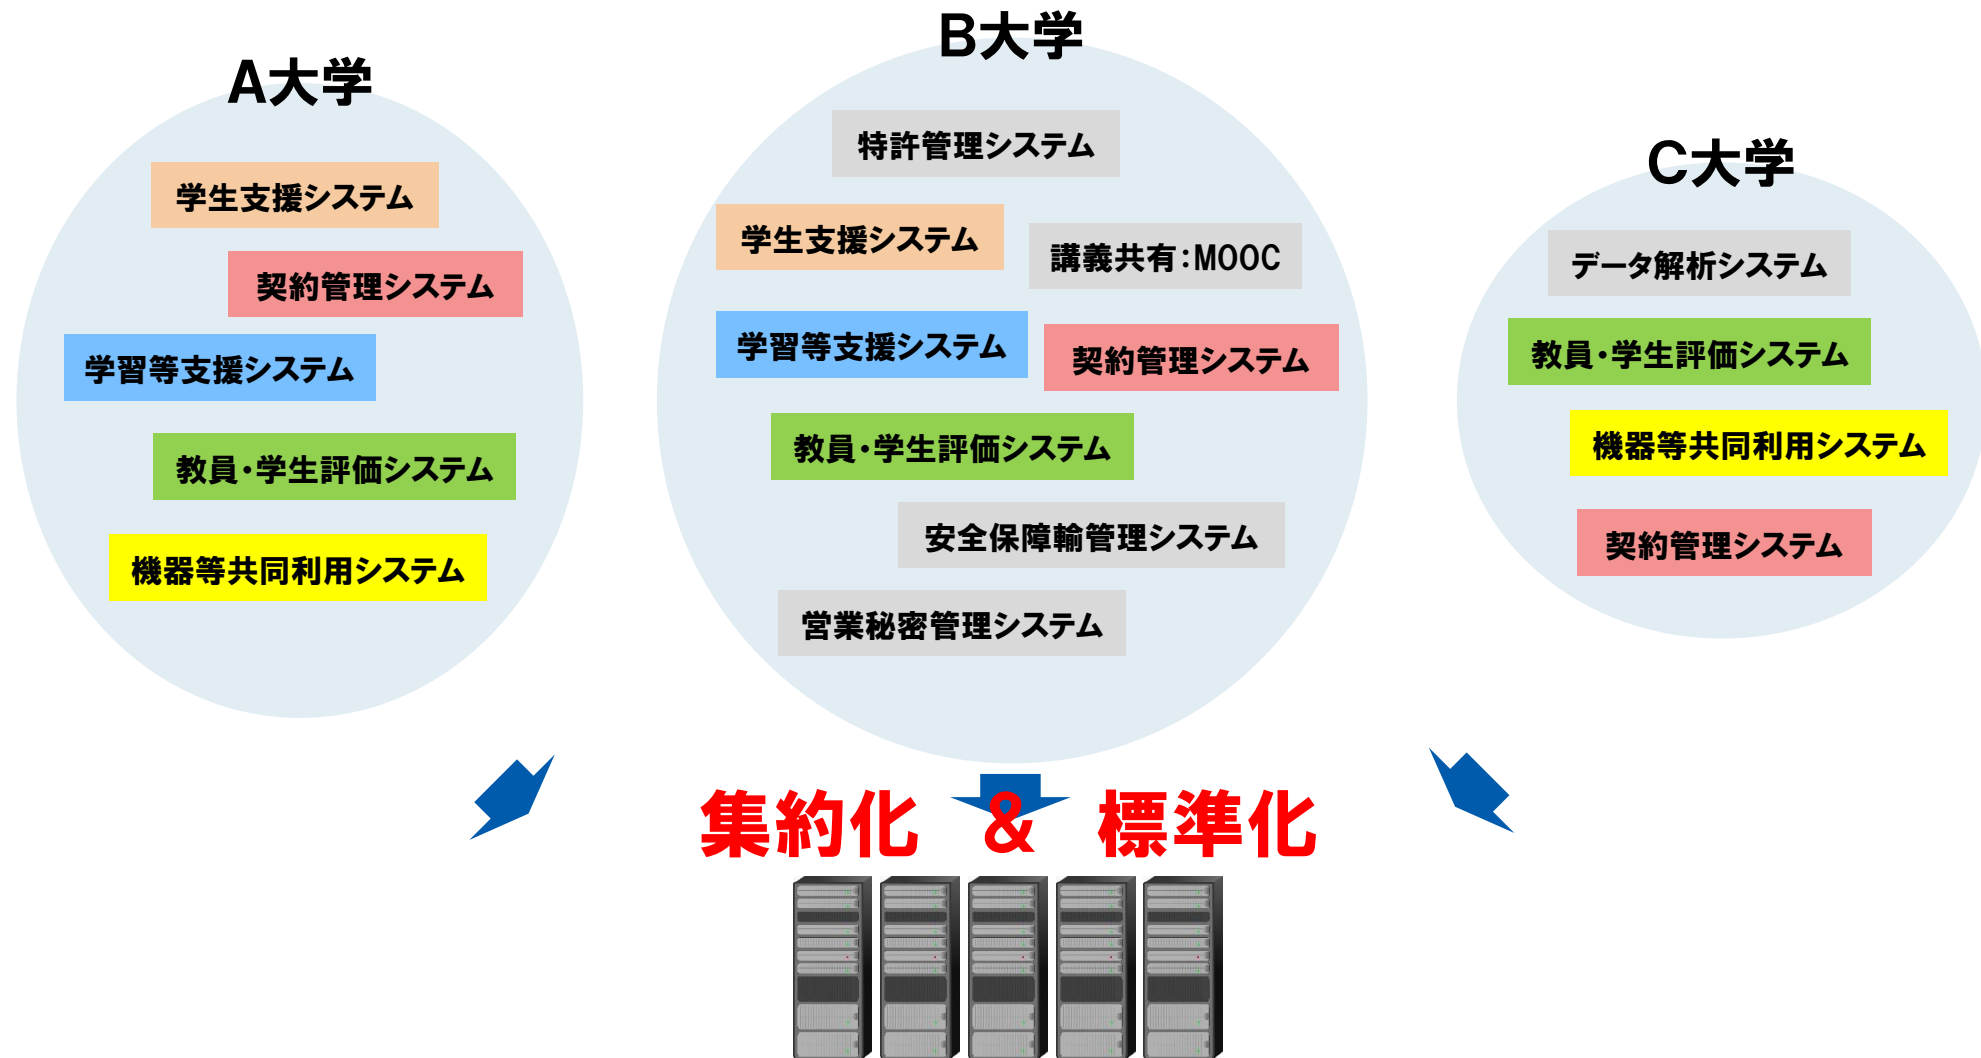 A大学
学生支援システム
契約管理システム
学習等支援システム
教員・学生評価システム
機器等共同利用システム
B大学
特許管理システム
学生支援システム
講義共有：MOOC
学習等支援システム
契約管理システム
教員・学生評価システム
安全保障輸管理システム
営業秘密管理システム
C大学
データ解析システム
教員・学生評価システム
機器等共同利用システム
契約管理システム
集約化 & 標準化